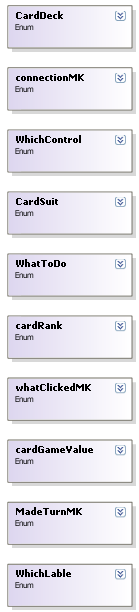 CardDeck
Enum
connectionMK
Enum
WhichControl
Enum
CardSuit
Enum
WhatToDo
Enum
cardRank
Enum
whatClickedMK
Enum
cardGameValue
Enum
MadeTurnMK
Enum
WhichLable
Enum